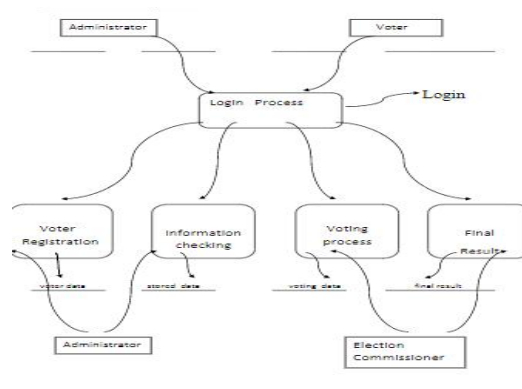 Administrator
Voter
Login Process
Login
Voter
Registration
Information
checking
Voting
process
Final
Result
voter data
stored data
voting data
final result
Administrator
Election
Commissioner